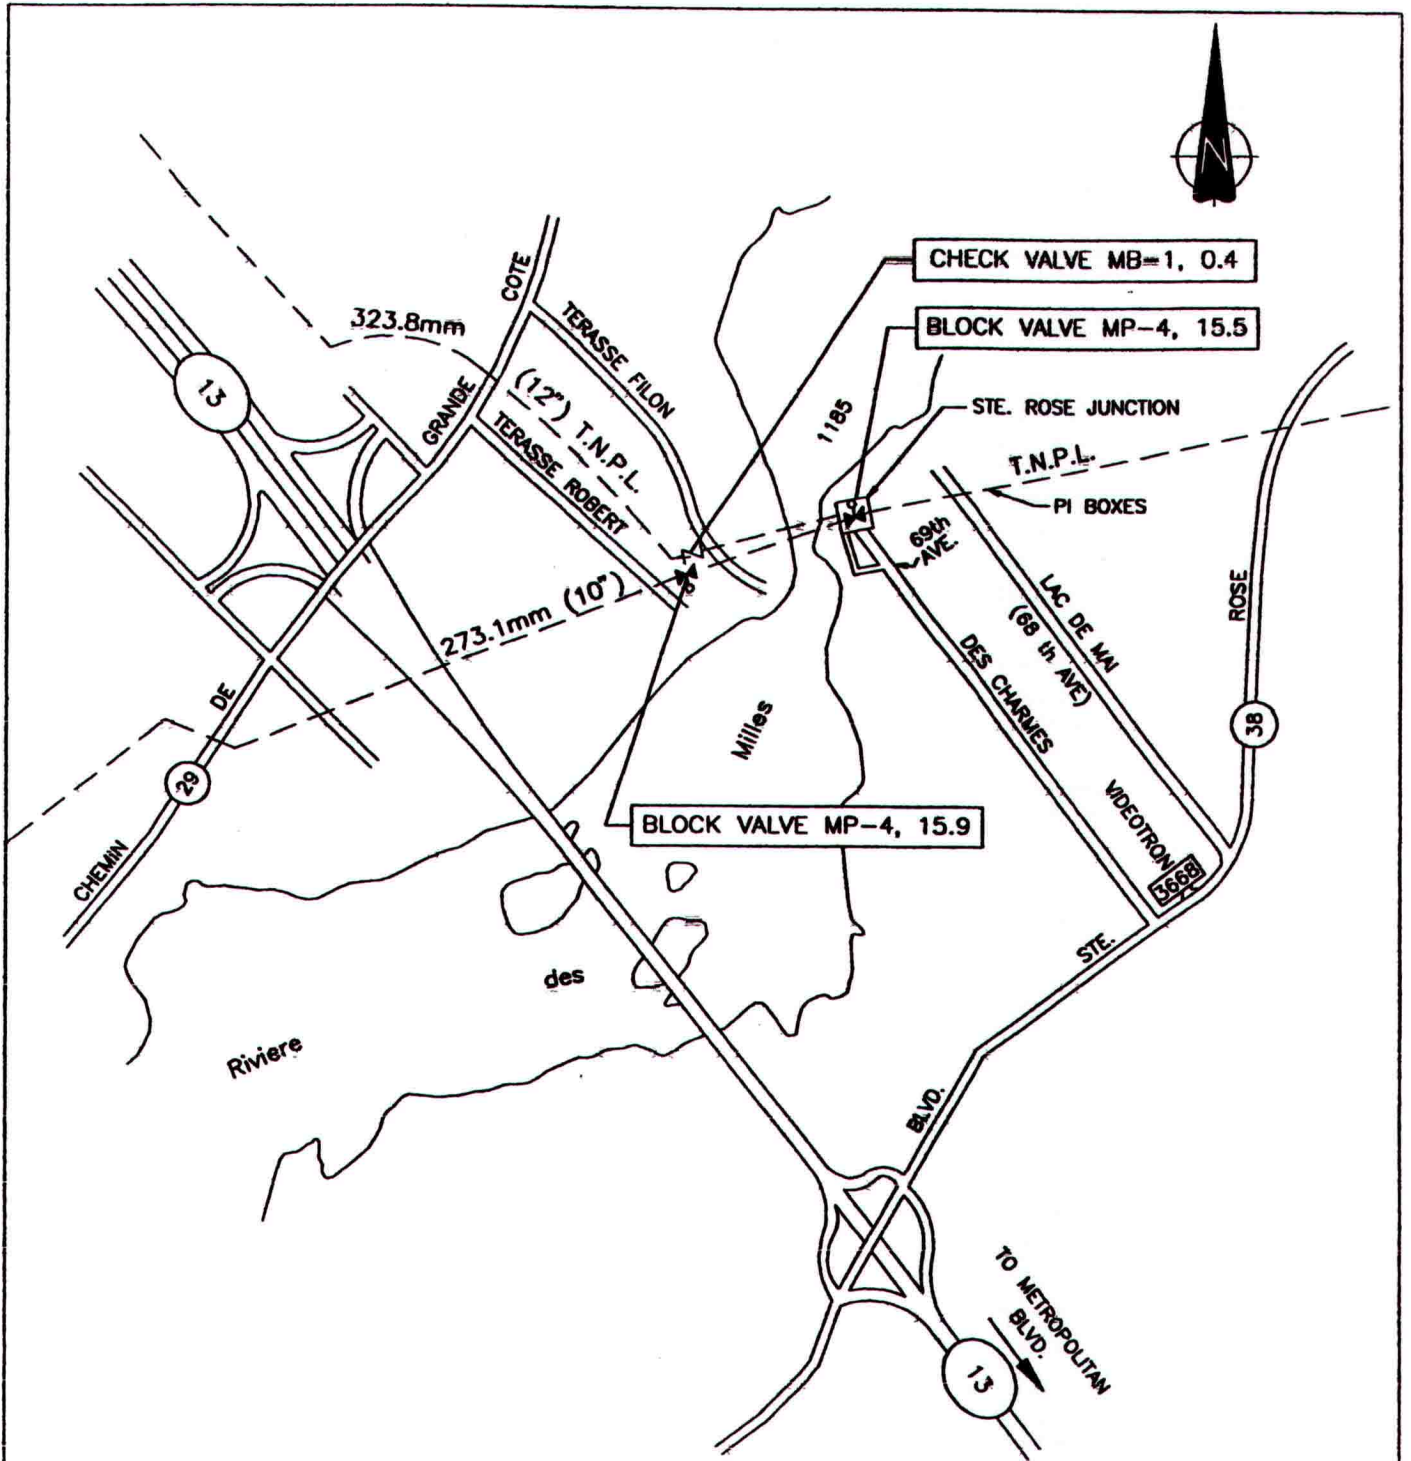 N
CHECK VALVE MB-1, 0.4
BLOCK VALVE MP-4, 15.5
STE. ROSE JUNCTION
T.N.P.L.
PI BOXES
1185
69th
AVE.
LAC DE MAI
(68 th. AVE)
DES CHARMES
VIDEOTRON
3668
ROSE
38
STE.
BLVD.
COTE
GRANDE
DE
CHEMIN
29
13
323.8mm
(12") T.N.P.L.
TERASSE FILON
TERASSE ROBERT
273.1mm (10")
BLOCK VALVE MP-4, 15.9
Milles
des
Riviere
TO METROPOLITAN
BLVD.
13